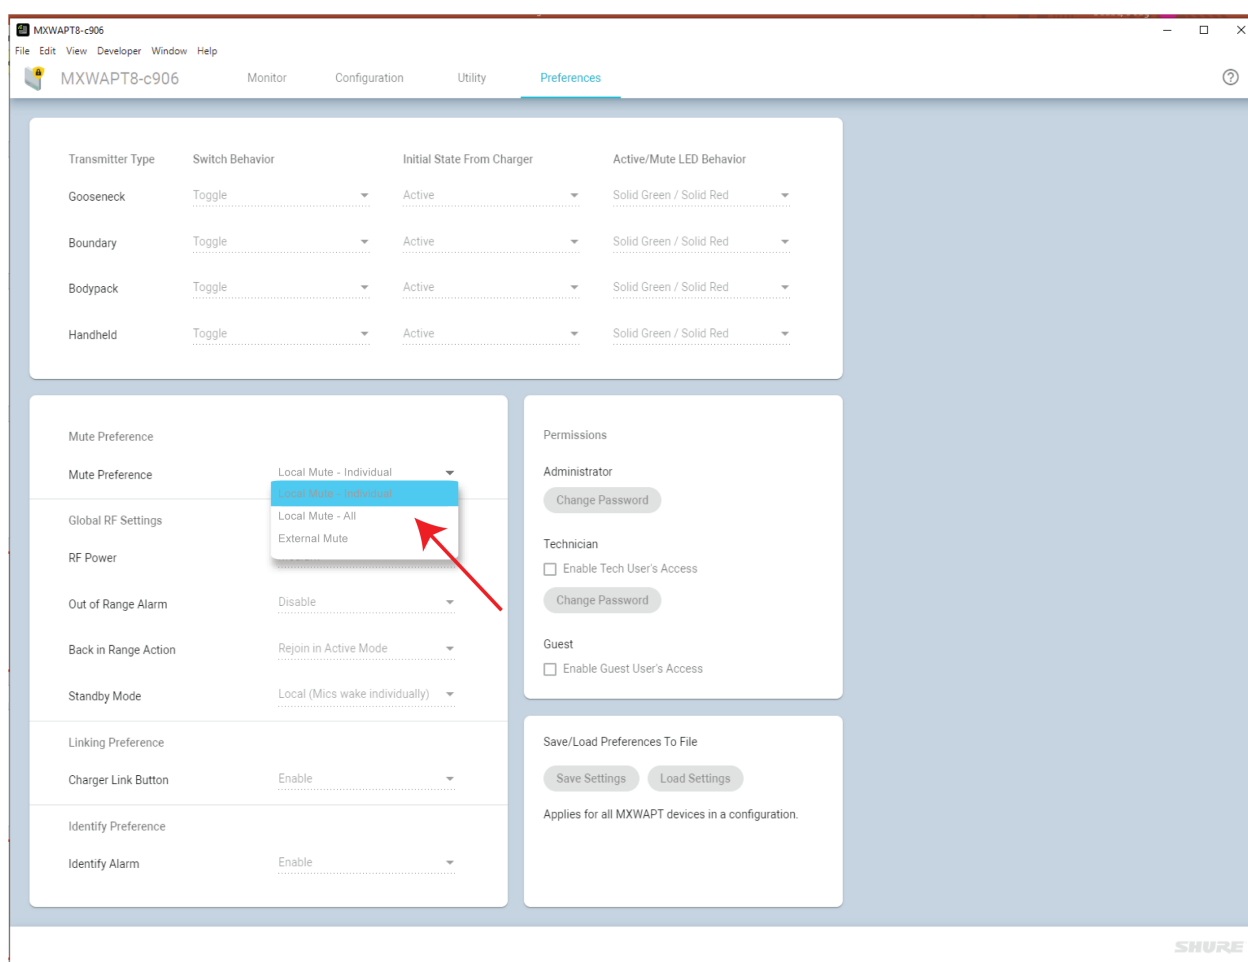 MXWAPT8-c906
File Edit View Developer Window Help
MXWAPT8-c906 Monitor Configuration Utility Preferences
Transmitter Type Switch Behavior Initial State From Charger Active/Mute LED Behavior
Gooseneck Toggle Active Solid Green / Solid Red
Boundary Toggle Active Solid Green / Solid Red
Bodypack Toggle Active Solid Green / Solid Red
Handheld Toggle Active Solid Green / Solid Red
Mute Preference
Mute Preference Local Mute - Individual
Local Mute - Individual
Local Mute - All
External Mute
Global RF Settings
RF Power
Out of Range Alarm Disable
Back in Range Action Rejoin in Active Mode
Standby Mode Local (Mics wake individually)
Linking Preference
Charger Link Button Enable
Identify Preference
Identify Alarm Enable
Permissions
Administrator
Change Password
Technician
Enable Tech User's Access
Change Password
Guest
Enable Guest User's Access
Save/Load Preferences To File
Save Settings Load Settings
Applies for all MXWAPT devices in a configuration.
SHURE